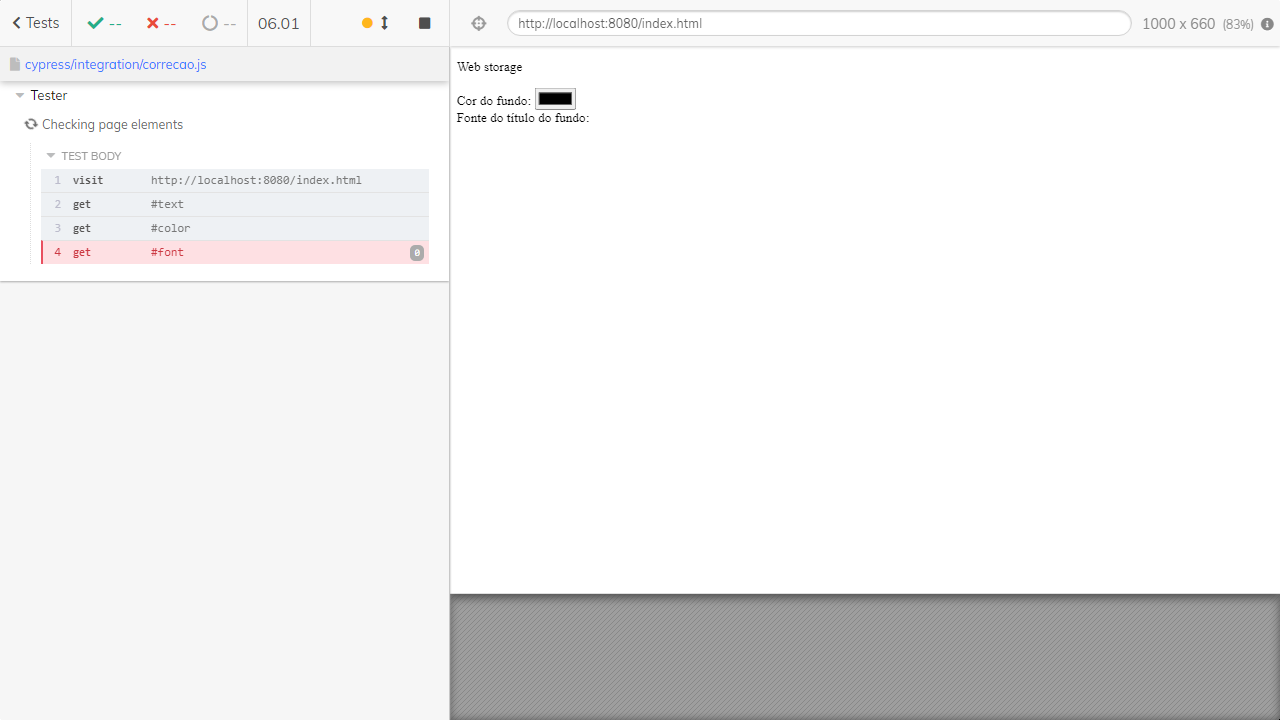 Tests -- -- -- 06.01
cypress/integration/correcao.js
Tester
Checking page elements
TEST BODY
1 visit http://localhost:8080/index.html
2 get #text
3 get #color
4 get #font 0
http://localhost:8080/index.html 1000 x 660 (83%)
Web storage
Cor do fundo:
Fonte do título do fundo: